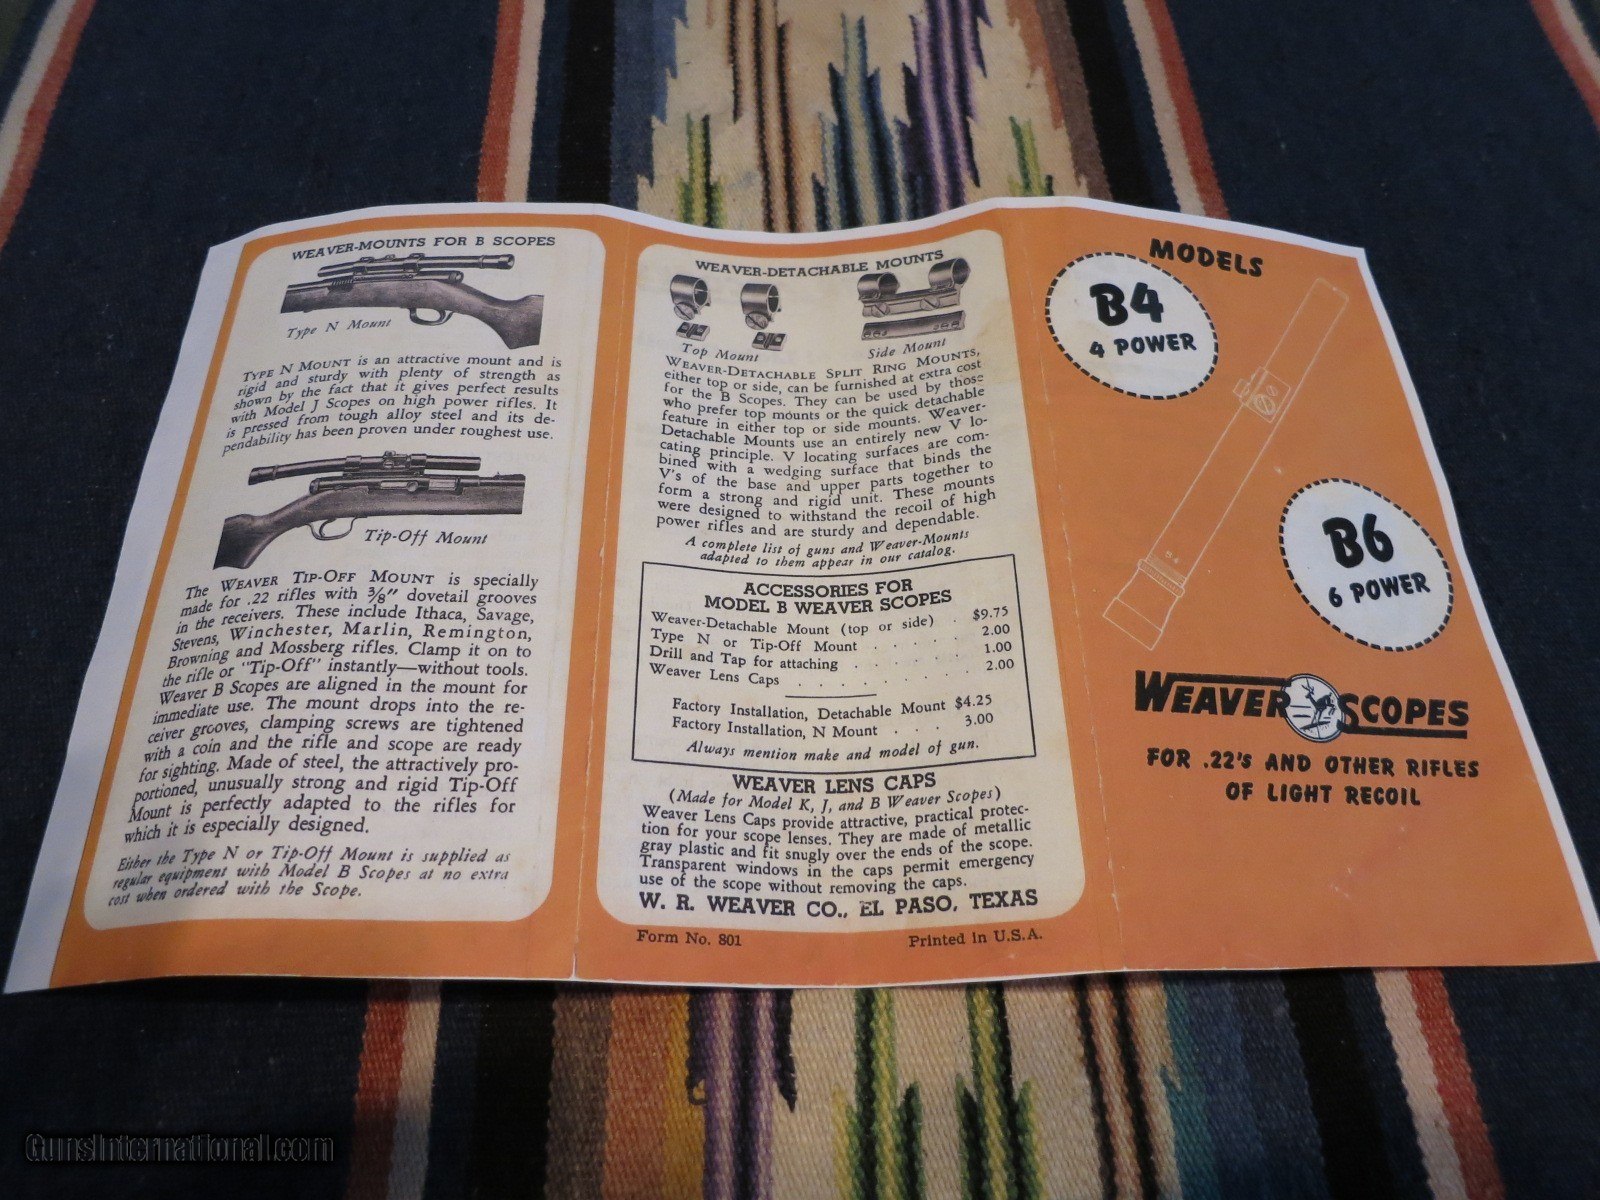 WEAVER-MOUNTS FOR B SCOPES
Type N Mount
TYPE N MOUNT is an attractive mount and is
rigid and sturdy with plenty of strength as
shown by the fact that it gives perfect results
with Model J Scopes on high power rifles. It
is pressed from tough alloy steel and its de-
pendability has been proven under roughest use.
Tip-Off Mount
The WEAVER TIP-OFF MOUNT is specially
made for .22 rifles with 3/8" dovetail grooves
in the receivers. These include Ithaca, Savage,
Stevens, Winchester, Marlin, Remington,
Browning and Mossberg rifles. Clamp it on to
the rifle or "Tip-Off" instantly—without tools.
Weaver B Scopes are aligned in the mount for
immediate use. The mount drops into the re-
ceiver grooves, clamping screws are tightened
with a coin and the rifle and scope are ready
for sighting. Made of steel, the attractively pro-
portioned, unusually strong and rigid Tip-Off
Mount is perfectly adapted to the rifles for
which it is especially designed.
Either the Type N or Tip-Off Mount is supplied as
regular equipment with Model B Scopes at no extra
cost when ordered with the Scope.
WEAVER-DETACHABLE MOUNTS
Top Mount
Side Mount
WEAVER-DETACHABLE SPLIT RING MOUNTS,
either top or side, can be furnished at extra cost
for the B Scopes. They can be used by those
who prefer top mounts or the quick detachable
feature in either top or side mounts. Weaver-
Detachable Mounts use an entirely new V lo-
cating principle. V locating surfaces are com-
bined with a wedging surface that binds the
V's of the base and upper parts together to
form a strong and rigid unit. These mounts
were designed to withstand the recoil of high
power rifles and are sturdy and dependable.
A complete list of guns and Weaver-Mounts
adapted to them appear in our catalog.
ACCESSORIES FOR
MODEL B WEAVER SCOPES
Weaver-Detachable Mount (top or side) . $9.75
Type N or Tip-Off Mount . . . . 2.00
Drill and Tap for attaching . . . . . 1.00
Weaver Lens Caps . . . . . . 2.00
Factory Installation, Detachable Mount $4.25
Factory Installation, N Mount . . . 3.00
Always mention make and model of gun.
WEAVER LENS CAPS
(Made for Model K, J, and B Weaver Scopes)
Weaver Lens Caps provide attractive, practical protec-
tion for your scope lenses. They are made of metallic
gray plastic and fit snugly over the ends of the scope.
Transparent windows in the caps permit emergency
use of the scope without removing the caps.
W. R. WEAVER CO., EL PASO, TEXAS
Form No. 801
Printed in U.S.A.
MODELS
B4
4 POWER
B4
B6
6 POWER
WEAVER SCOPES
FOR .22'S AND OTHER RIFLES
OF LIGHT RECOIL
GunsInternational.com